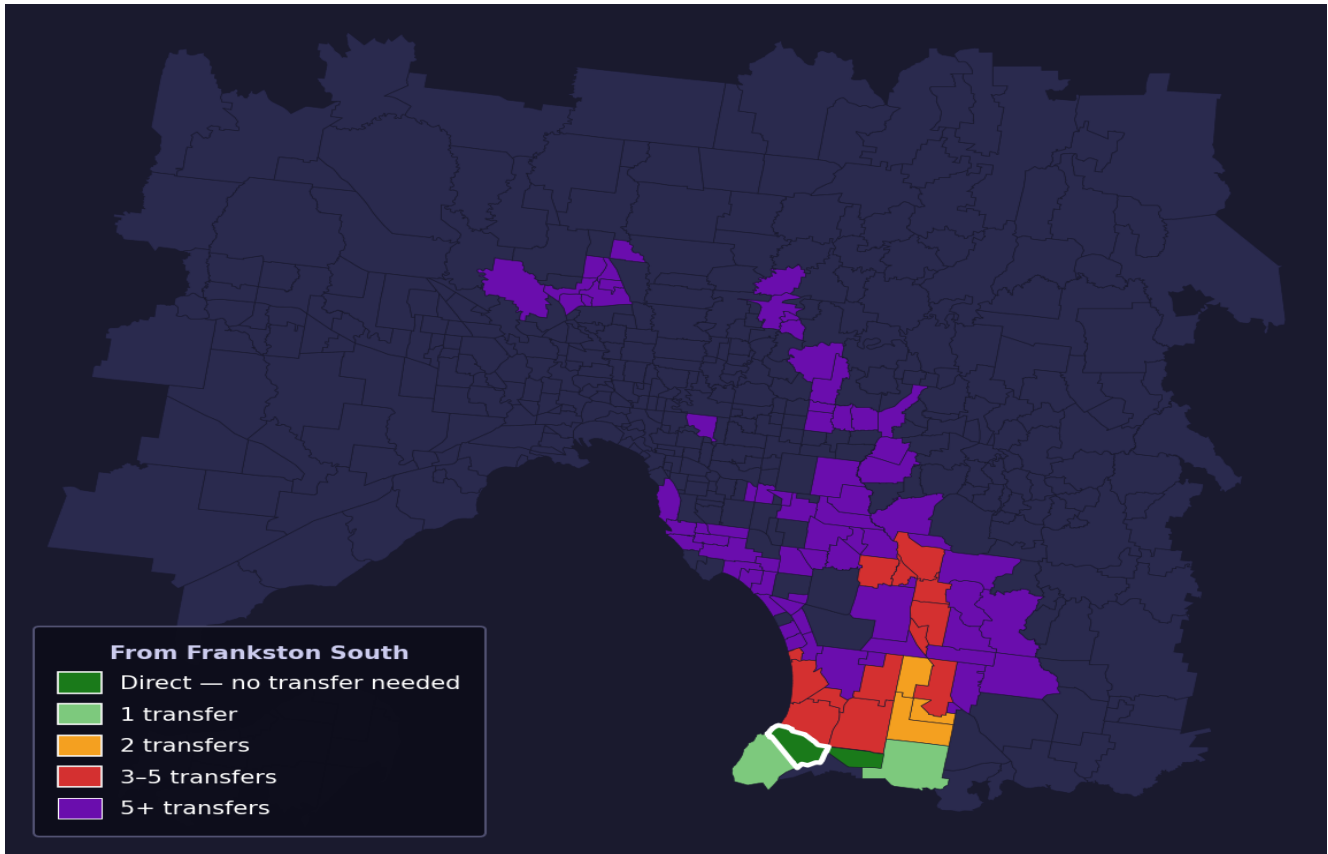 From Frankston South
Direct — no transfer needed
1 transfer
2 transfers
3–5 transfers
5+ transfers